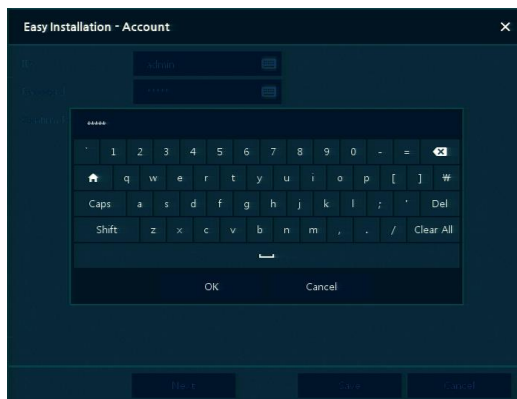 Easy Installation - Account ×
admin
*****
` 1 2 3 4 5 6 7 8 9 0 - =
q w e r t y u i o p [ ] ₩
Caps a s d f g h j k l ; ' Del
Shift z x c v b n m , . / Clear All
OK Cancel
Next Cancel